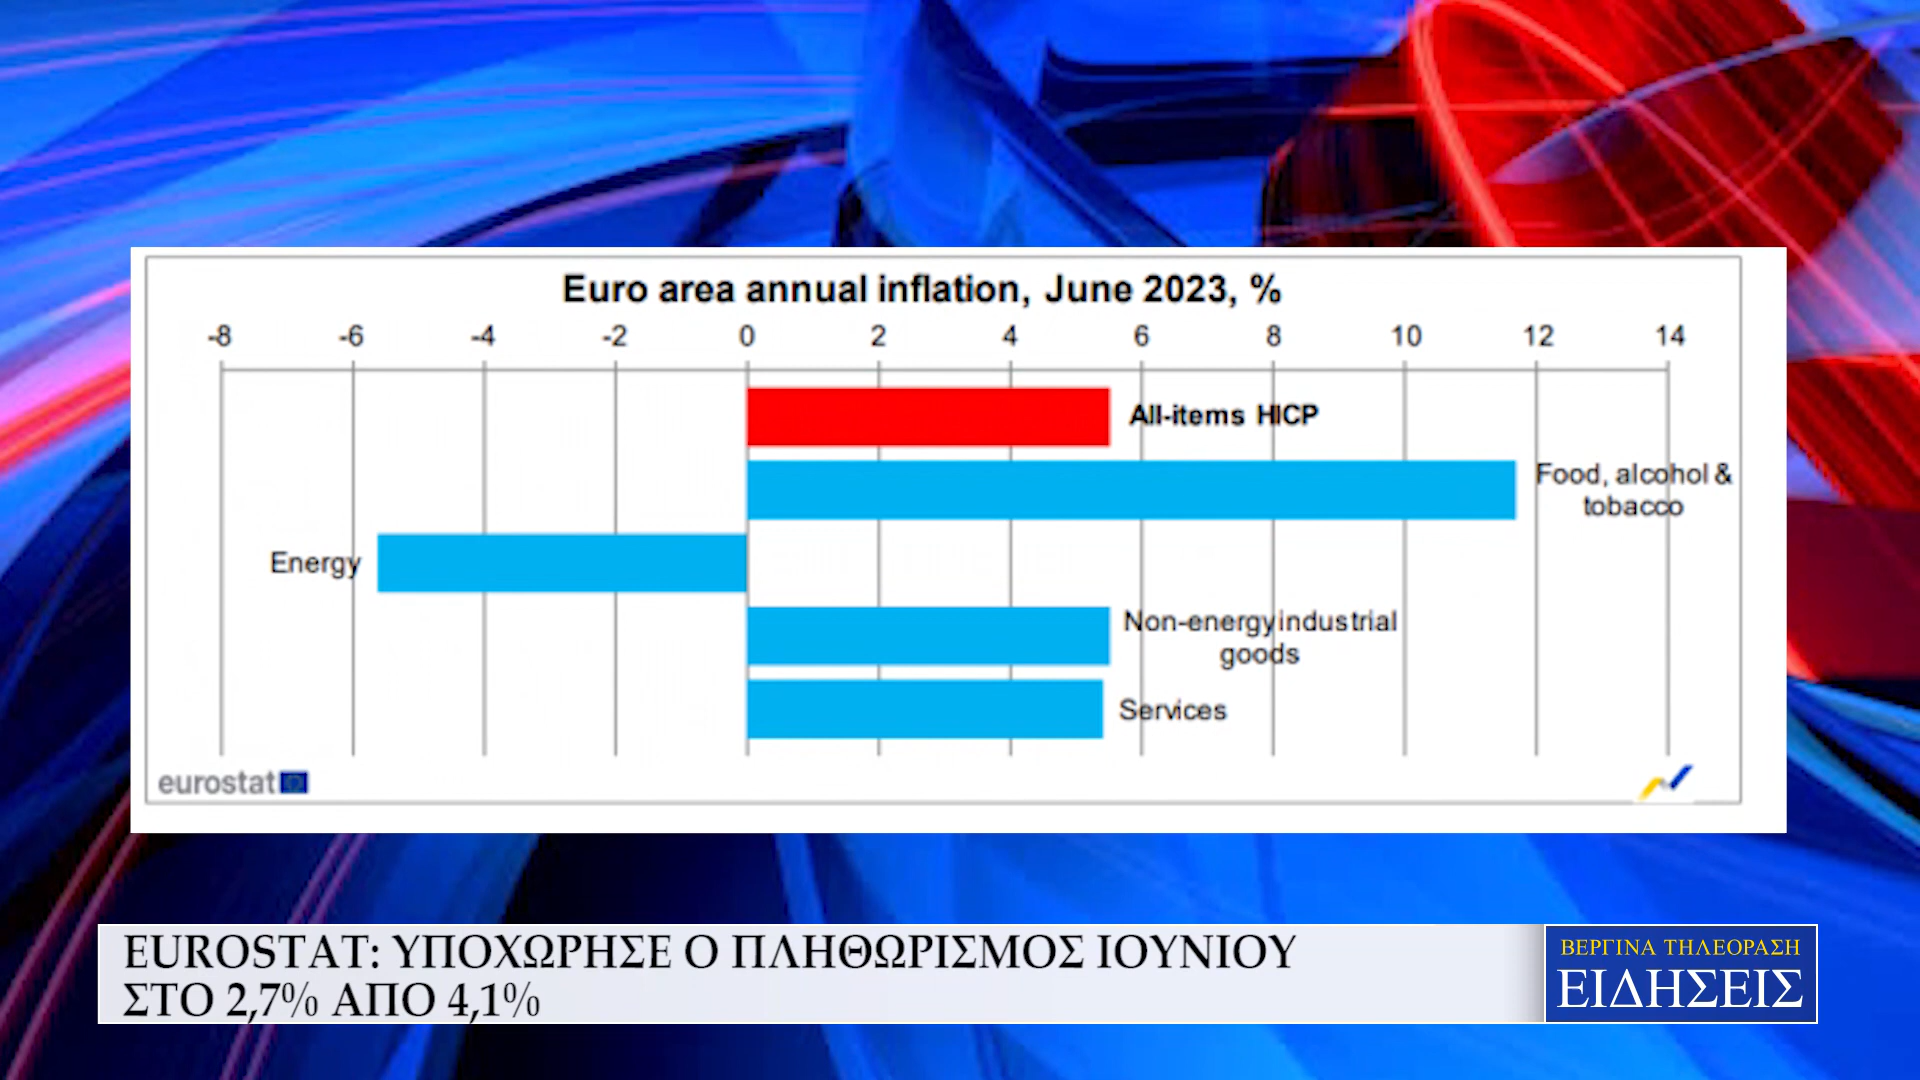 Euro area annual inflation, June 2023, %
-8 -6 -4 -2 0 2 4 6 8 10 12 14
All-items HICP
Food, alcohol &
tobacco
Energy
Non-energy industrial
goods
Services
eurostat
EUROSTAT: ΥΠΟΧΩΡΗΣΕ Ο ΠΛΗΘΩΡΙΣΜΟΣ ΙΟΥΝΙΟΥ
ΣΤΟ 2,7% ΑΠΟ 4,1%
ΒΕΡΓΙΝΑ ΤΗΛΕΟΡΑΣΗ
ΕΙΔΗΣΕΙΣ